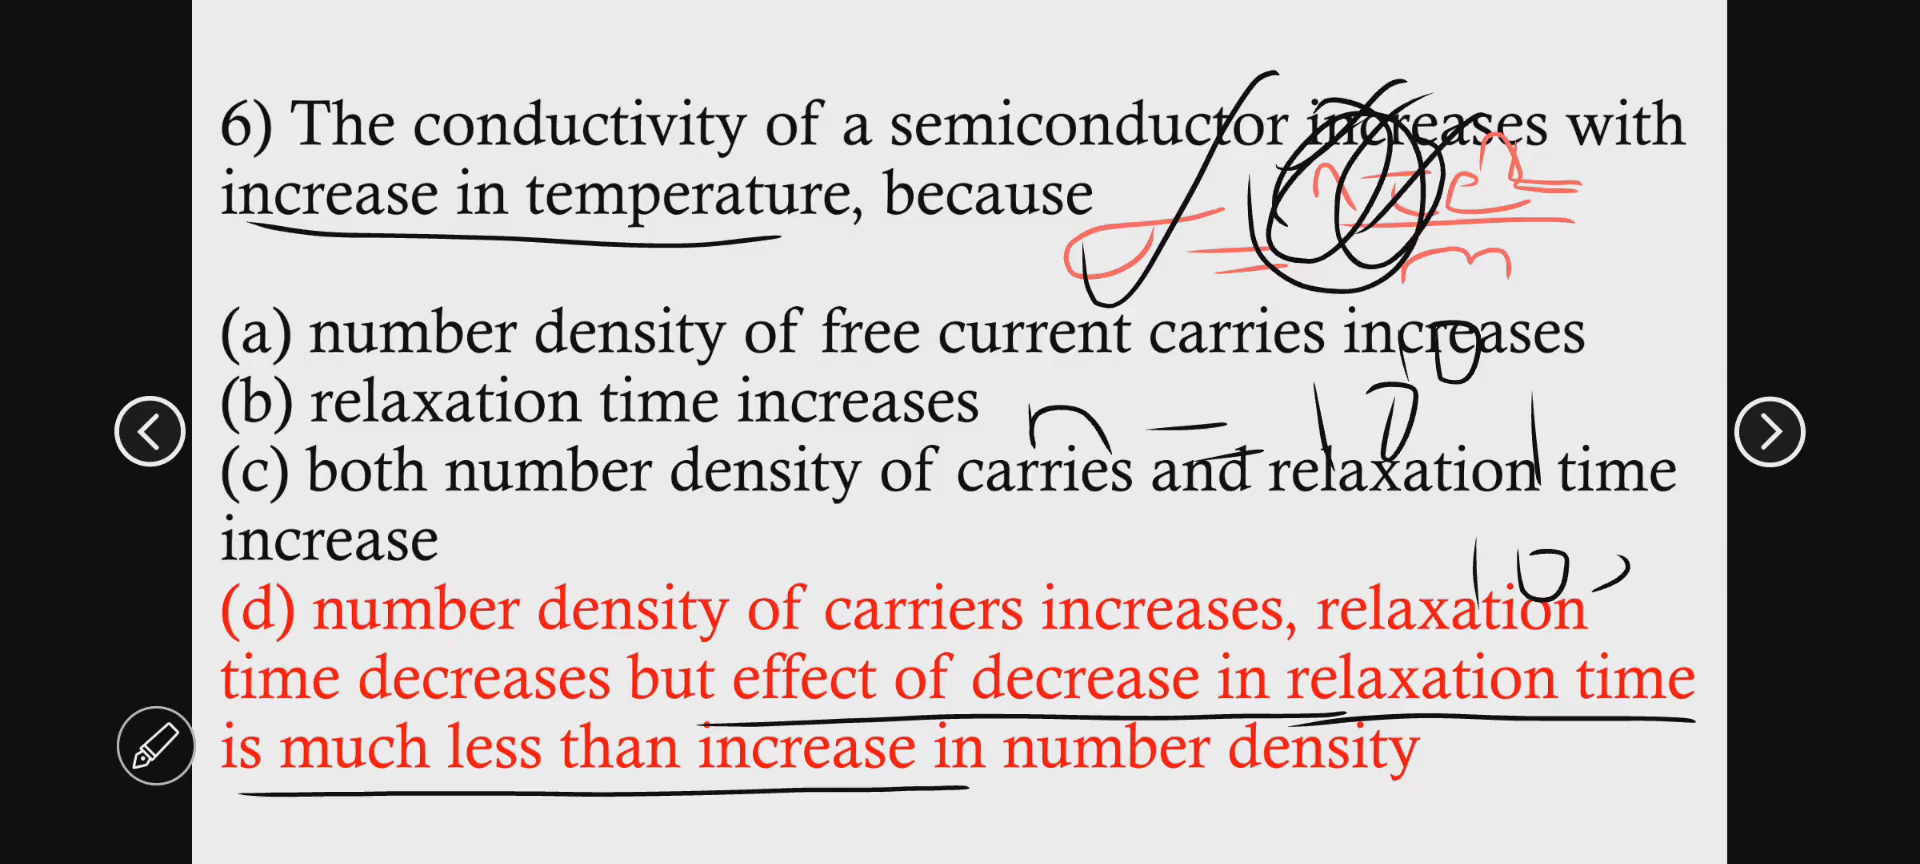 6) The conductivity of a semiconductor increases with
increase in temperature, because
(a) number density of free current carries increases
(b) relaxation time increases
(c) both number density of carries and relaxation time
increase
(d) number density of carriers increases, relaxation
time decreases but effect of decrease in relaxation time
is much less than increase in number density